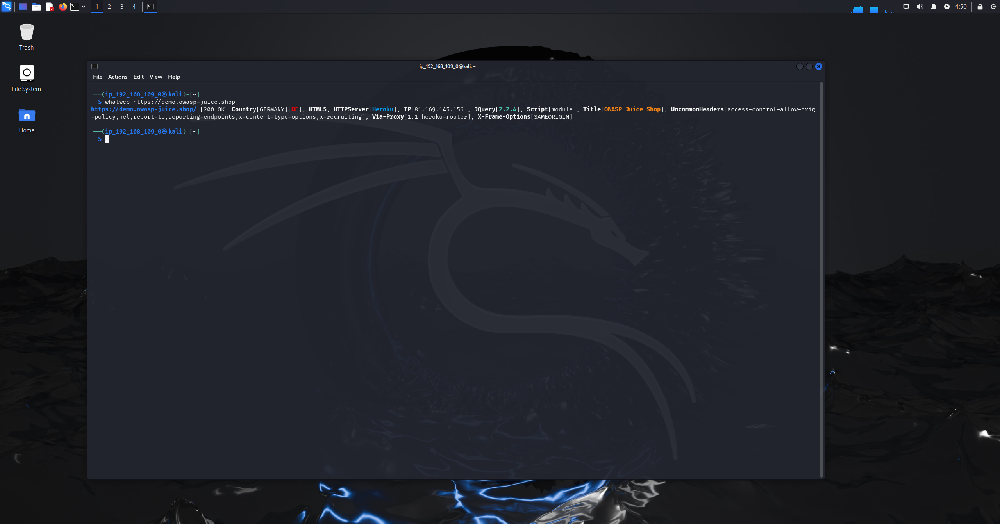 1 2 3 4 4:50
Trash
File System
Home
ip_192_168_109_0@kali: ~
File Actions Edit View Help
┌──(ip_192_168_109_0㉿kali)-[~]
└─$ whatweb https://demo.owasp-juice.shop
https://demo.owasp-juice.shop/ [200 OK] Country[GERMANY][DE], HTML5, HTTPServer[Heroku], IP[81.169.145.156], JQuery[2.2.4], Script[module], Title[OWASP Juice Shop], UncommonHeaders[access-control-allow-orig
-policy,nel,report-to,reporting-endpoints,x-content-type-options,x-recruiting], Via-Proxy[1.1 heroku-router], X-Frame-Options[SAMEORIGIN]
┌──(ip_192_168_109_0㉿kali)-[~]
└─$